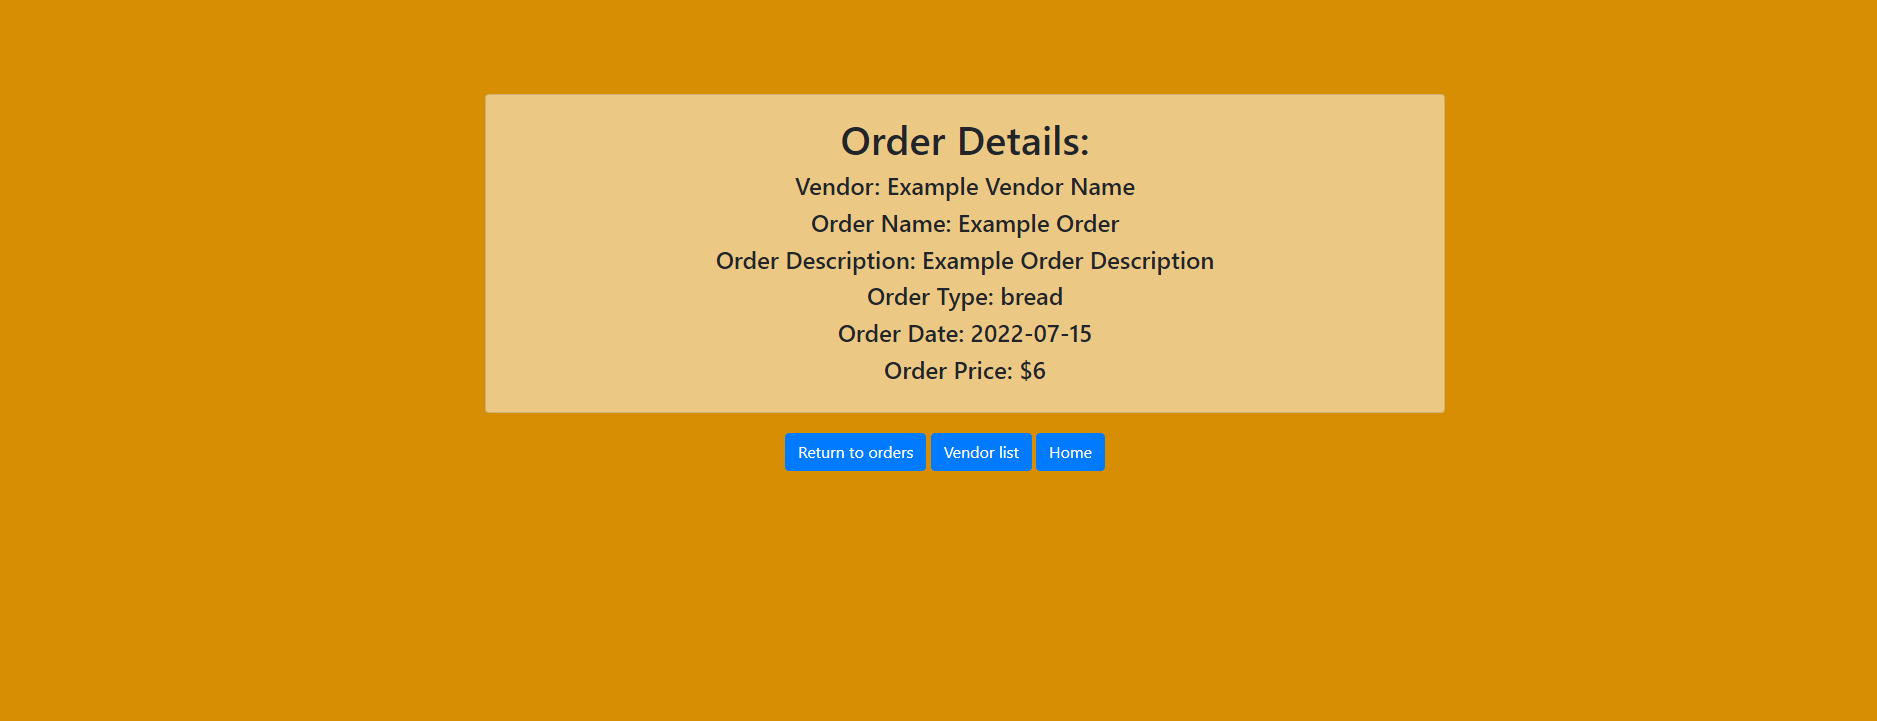 Order Details:
Vendor: Example Vendor Name
Order Name: Example Order
Order Description: Example Order Description
Order Type: bread
Order Date: 2022-07-15
Order Price: $6
Return to orders Vendor list Home